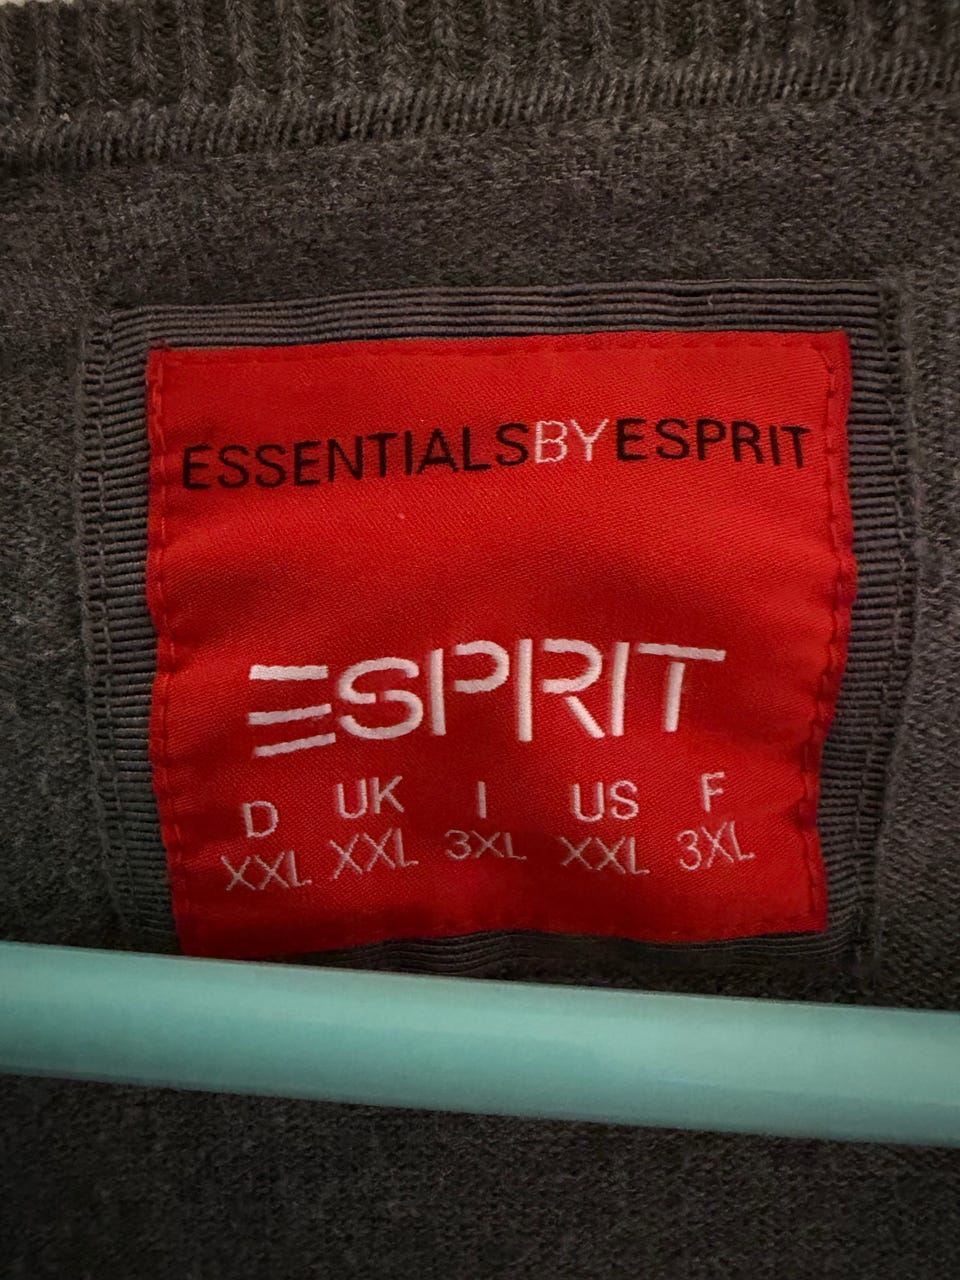 ESSENTIALSBYESPRIT
ESPRIT
D UK I US F
XXL XXL 3XL XXL 3XL